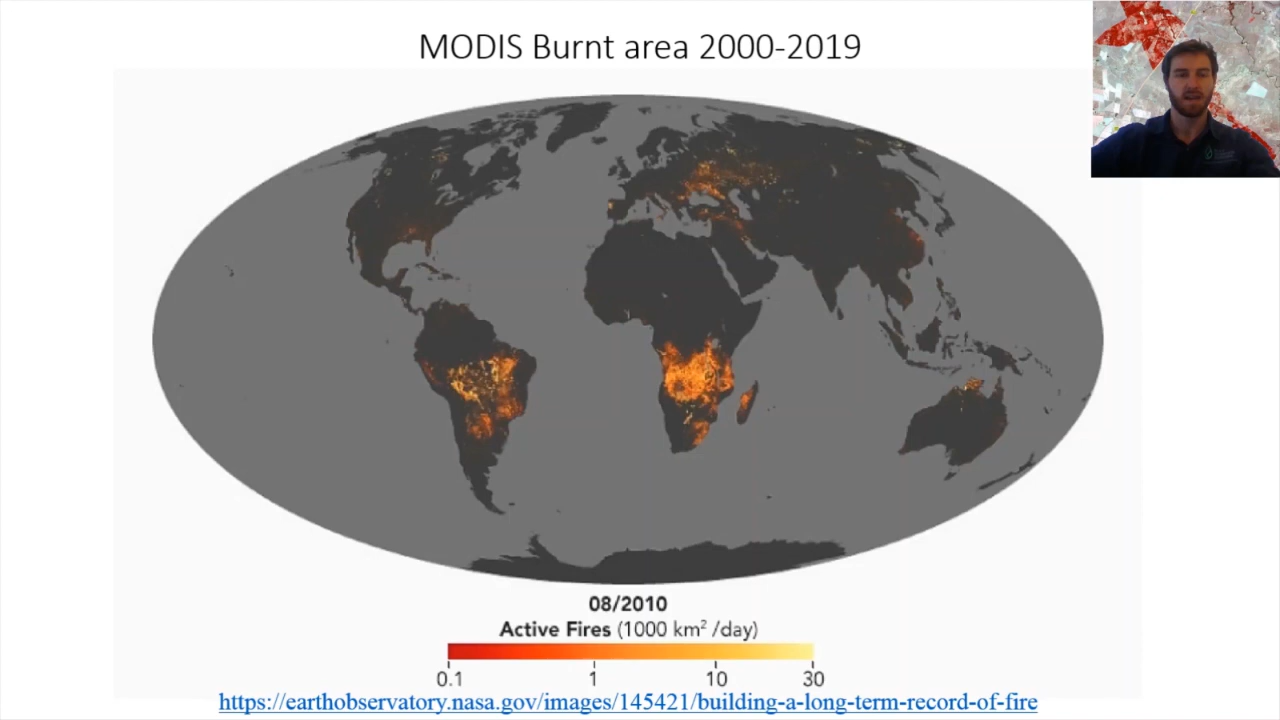 MODIS Burnt area 2000-2019
08/2010
Active Fires (1000 km² /day)
0.1 1 10 30
https://earthobservatory.nasa.gov/images/145421/building-a-long-term-record-of-fire